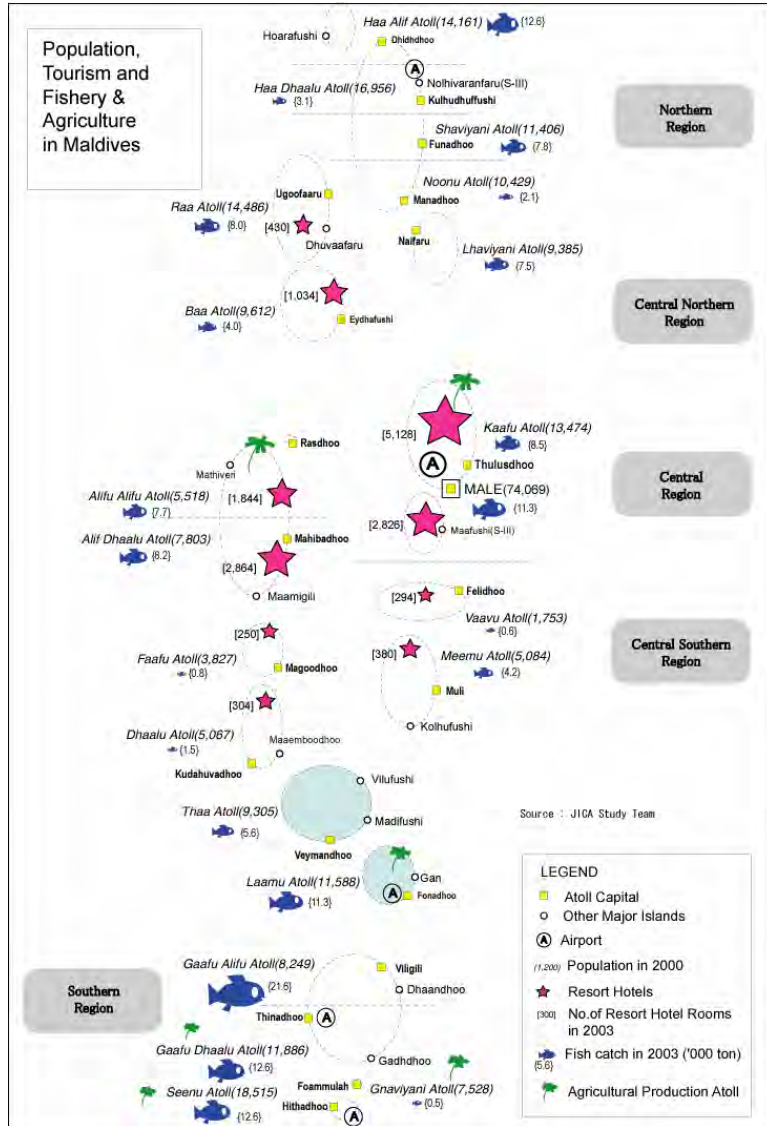 Population,
Tourism and
Fishery &
Agriculture
in Maldives
Haa Alif Atoll(14,161)
{12.6}
Hoarafushi
Dhidhdhoo
A
Nolhivaranfaru(S-III)
Haa Dhaalu Atoll(16,956)
{3.1}
Kulhudhuffushi
Northern
Region
Shaviyani Atoll(11,406)
Funadhoo
{7.8}
Noonu Atoll(10,429)
{2.1}
Ugoofaaru
Manadhoo
Raa Atoll(14,486)
{8.0}
[430]
Dhuvaafaru
Naifaru
Lhaviyani Atoll(9,385)
{7.5}
[1,034]
Baa Atoll(9,612)
{4.0}
Eydhafushi
Central Northern
Region
[5,128]
Kaafu Atoll(13,474)
{8.5}
Rasdhoo
A
Thulusdhoo
Mathiveri
Central
Region
Alifu Alifu Atoll(5,518)
{7.7}
[1,844]
MALE(74,069)
{11.3}
[2,826]
Maafushi(S-III)
Alif Dhaalu Atoll(7,803)
{8.2}
Mahibadhoo
[2,864]
Maamigili
[294]
Felidhoo
Vaavu Atoll(1,753)
{0.6}
[250]
Faafu Atoll(3,827)
{0.8}
Magoodhoo
[380]
Meemu Atoll(5,084)
{4.2}
Central Southern
Region
Muli
[304]
Kolhufushi
Dhaalu Atoll(5,067)
{1.5}
Maaemboodhoo
Kudahuvadhoo
Vilufushi
Thaa Atoll(9,305)
{5.6}
Madifushi
Source : JICA Study Team
Veymandhoo
Gan
Laamu Atoll(11,588)
{11.3}
A
Fonadhoo
Gaafu Alifu Atoll(8,249)
{21.6}
Viligili
Dhaandhoo
Southern
Region
Thinadhoo
A
Gaafu Dhaalu Atoll(11,886)
{12.6}
Gadhdhoo
Foammulah
Gnaviyani Atoll(7,528)
{0.5}
Seenu Atoll(18,515)
{12.6}
Hithadhoo
A
LEGEND
Atoll Capital
Other Major Islands
A
Airport
(1,200) Population in 2000
Resort Hotels
[300] No.of Resort Hotel Rooms
in 2003
Fish catch in 2003 ('000 ton)
{5.6}
Agricultural Production Atoll